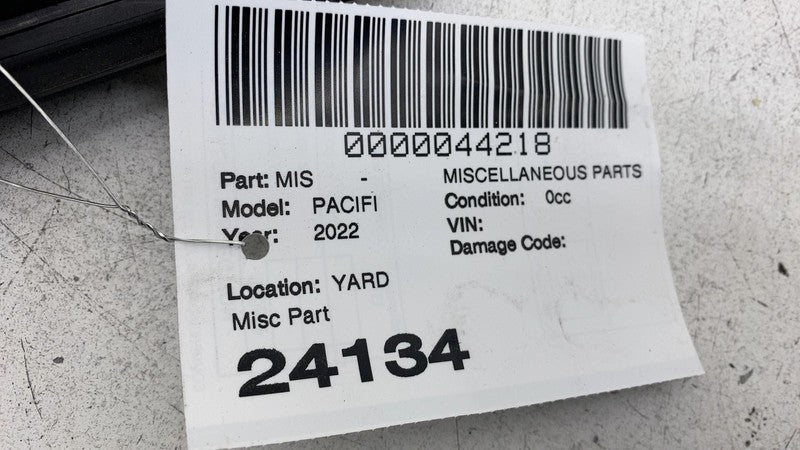 0000044218
Part: MIS - MISCELLANEOUS PARTS
Model: PACIFI Condition: 0cc
Year: 2022 VIN:
Damage Code:
Location: YARD
Misc Part
24134